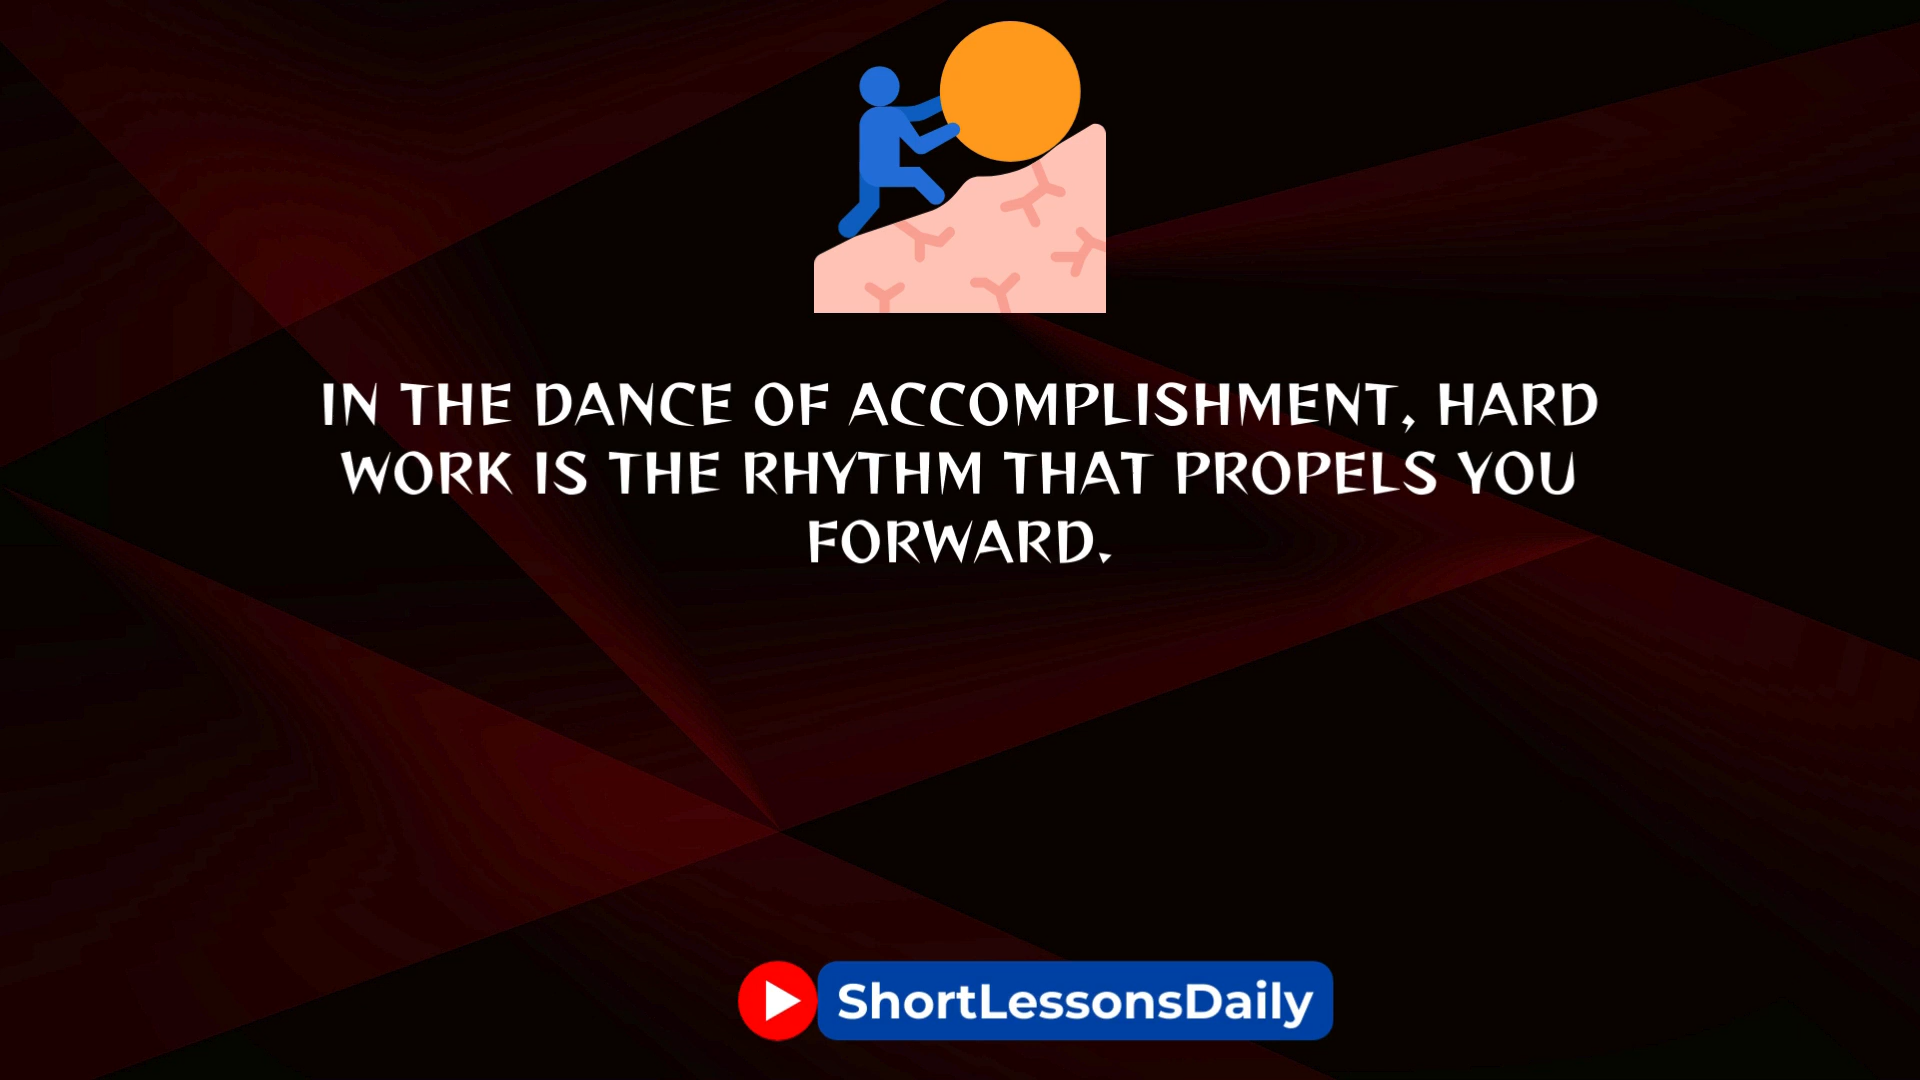 IN THE DANCE OF ACCOMPLISHMENT, HARD
WORK IS THE RHYTHM THAT PROPELS YOU
FORWARD.
ShortLessonsDaily